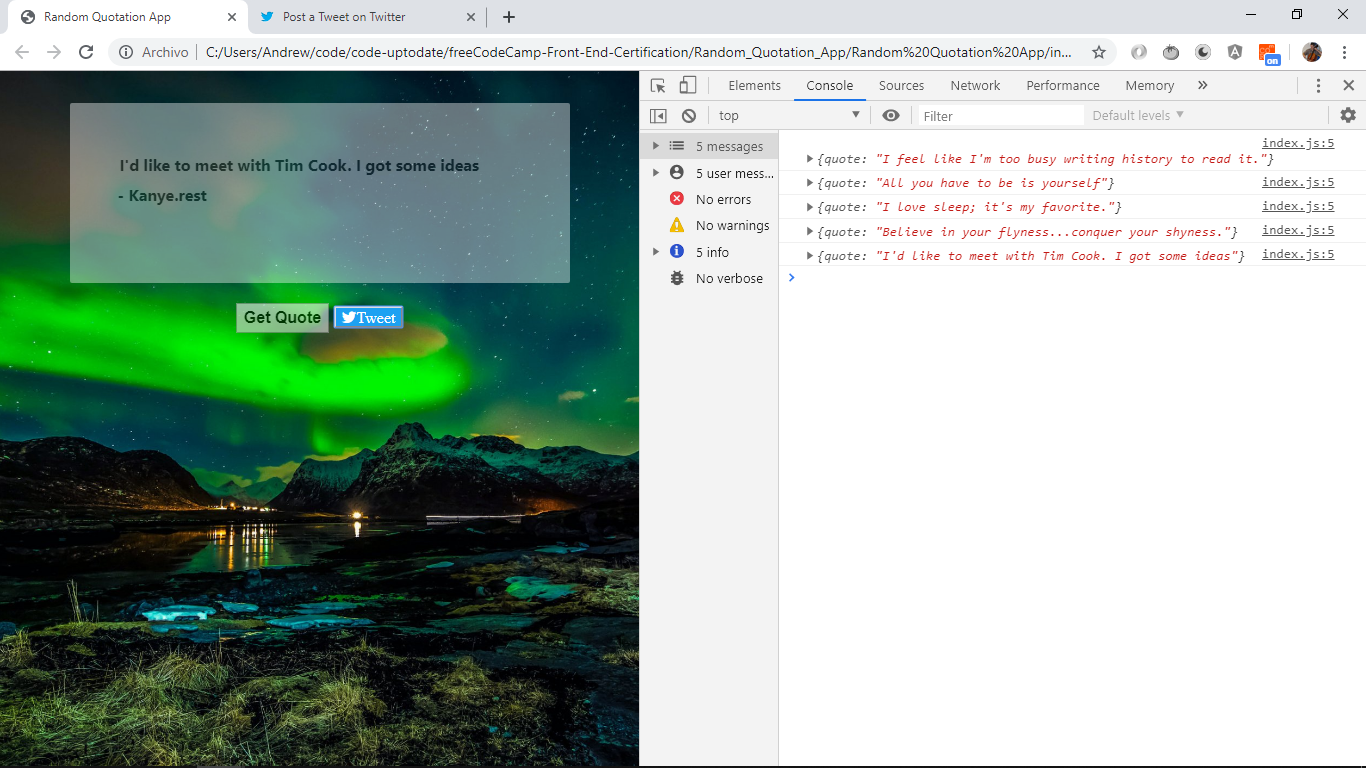 Random Quotation App
Post a Tweet on Twitter
Archivo
C:/Users/Andrew/code/code-uptodate/freeCodeCamp-Front-End-Certification/Random_Quotation_App/Random%20Quotation%20App/in...
on
I'd like to meet with Tim Cook. I got some ideas
- Kanye.rest
Get Quote
Tweet
Elements
Console
Sources
Network
Performance
Memory
top
Filter
Default levels
5 messages
5 user mess...
No errors
No warnings
5 info
No verbose
index.js:5
{quote: "I feel like I'm too busy writing history to read it."}
{quote: "All you have to be is yourself"} index.js:5
{quote: "I love sleep; it's my favorite."} index.js:5
{quote: "Believe in your flyness...conquer your shyness."} index.js:5
{quote: "I'd like to meet with Tim Cook. I got some ideas"} index.js:5